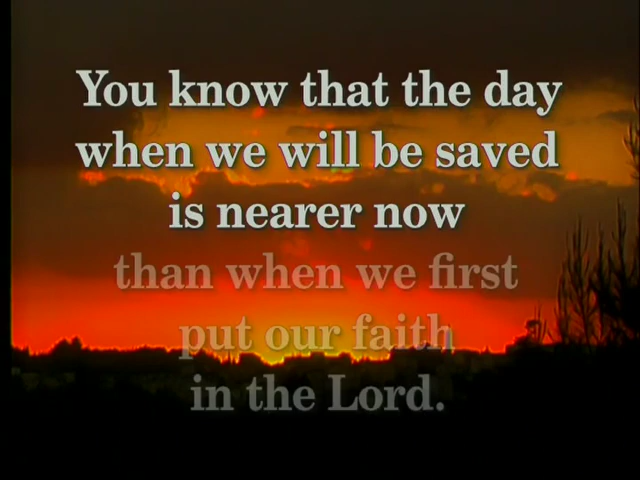 You know that the day
when we will be saved
is nearer now
than when we first
put our faith
in the Lord.